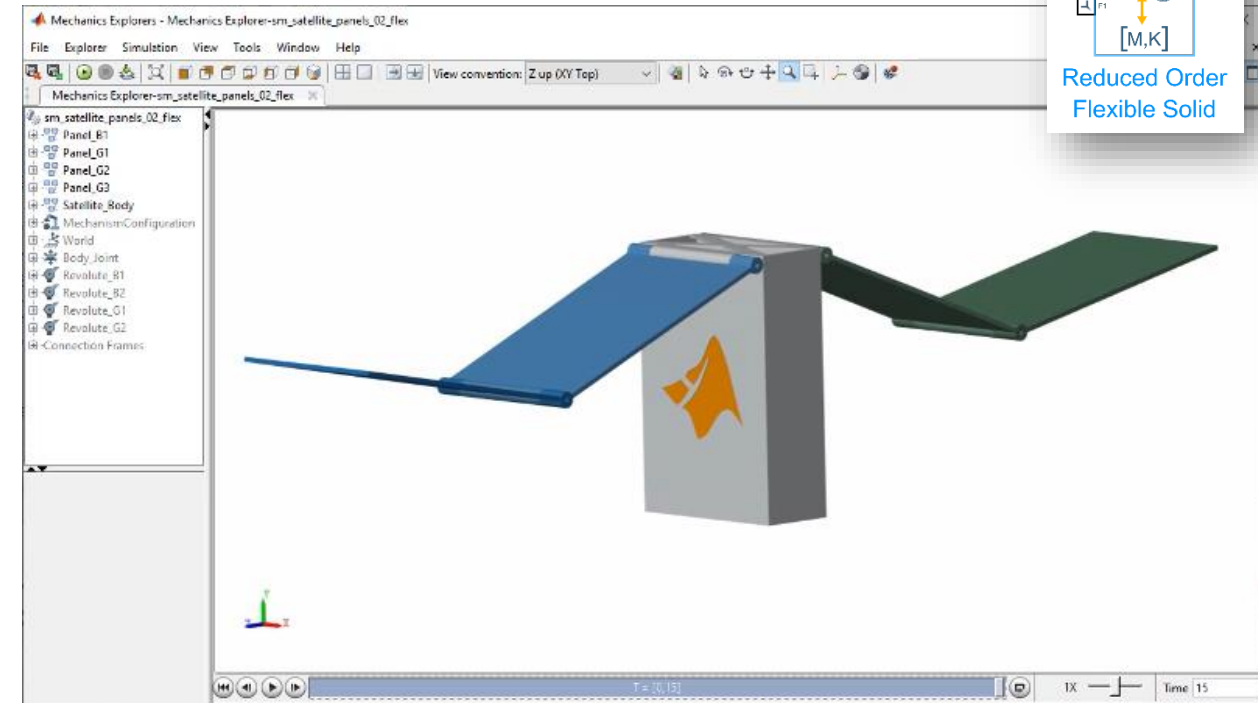 Mechanics Explorers - Mechanics Explorer-sm_satellite_panels_02_flex
File Explorer Simulation View Tools Window Help
View convention: Z up (XY Top)
Mechanics Explorer-sm_satellite_panels_02_flex
F1
[M,K]
Reduced Order
Flexible Solid
sm_satellite_panels_02_flex
Panel_B1
Panel_G1
Panel_G2
Panel_G3
Satellite_Body
MechanismConfiguration
World
Body_Joint
Revolute_B1
Revolute_B2
Revolute_G1
Revolute_G2
Connection Frames
T = [0,15]
1X
Time 15